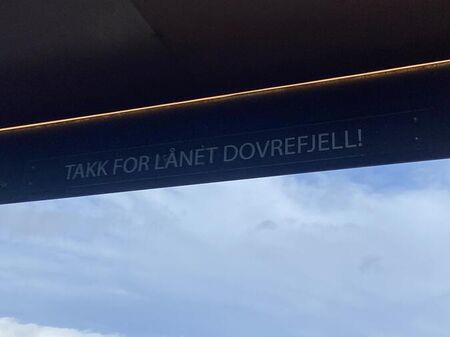 TAKK FOR LÅNET DOVREFJELL!